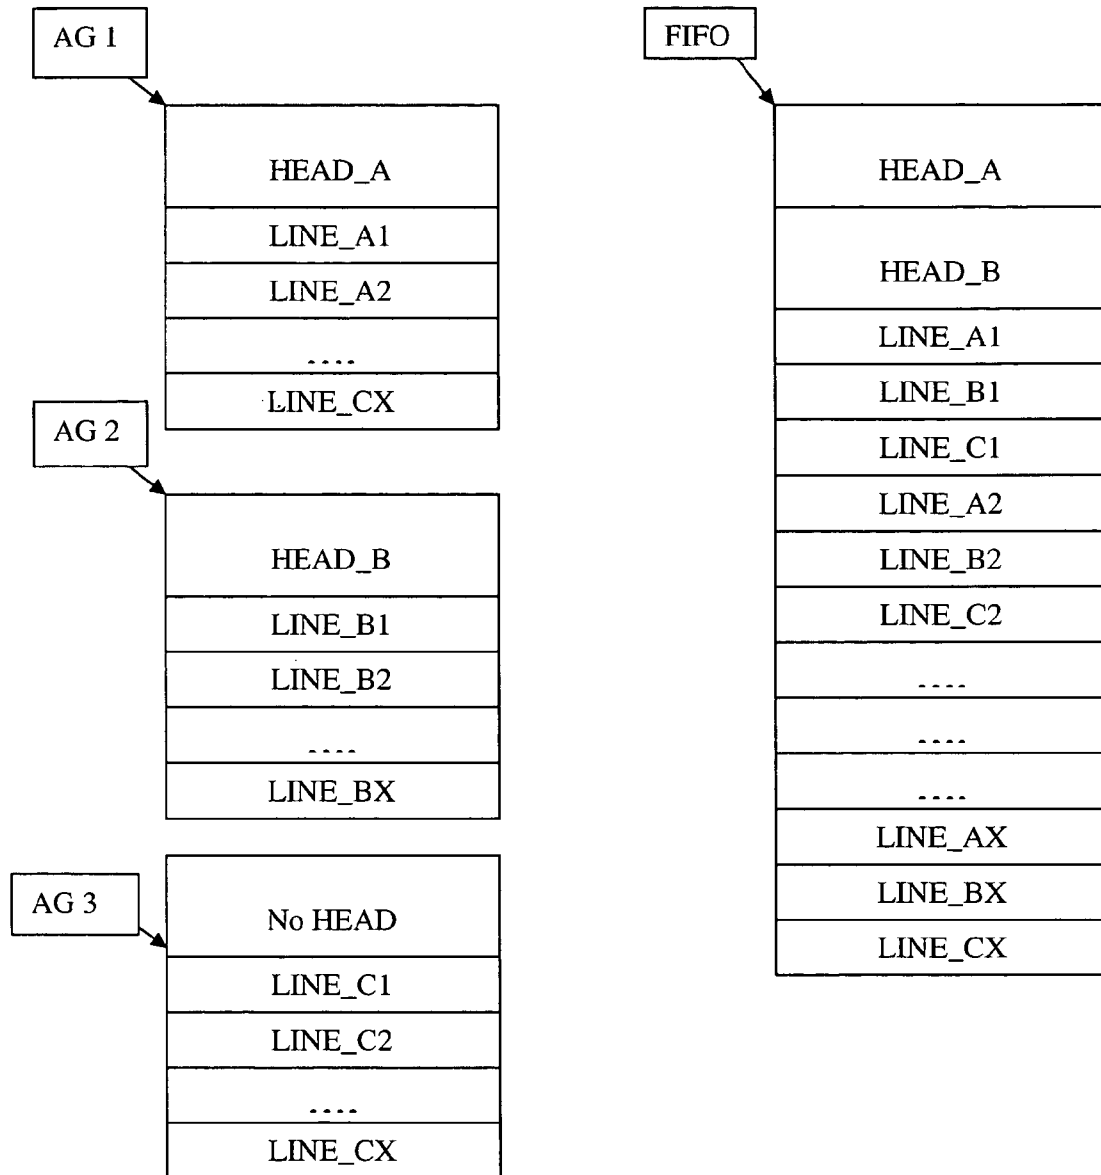 AG 1
HEAD_A
LINE_A1
LINE_A2
....
LINE_CX
AG 2
HEAD_B
LINE_B1
LINE_B2
....
LINE_BX
AG 3
No HEAD
LINE_C1
LINE_C2
....
LINE_CX
FIFO
HEAD_A
HEAD_B
LINE_A1
LINE_B1
LINE_C1
LINE_A2
LINE_B2
LINE_C2
....
....
....
LINE_AX
LINE_BX
LINE_CX